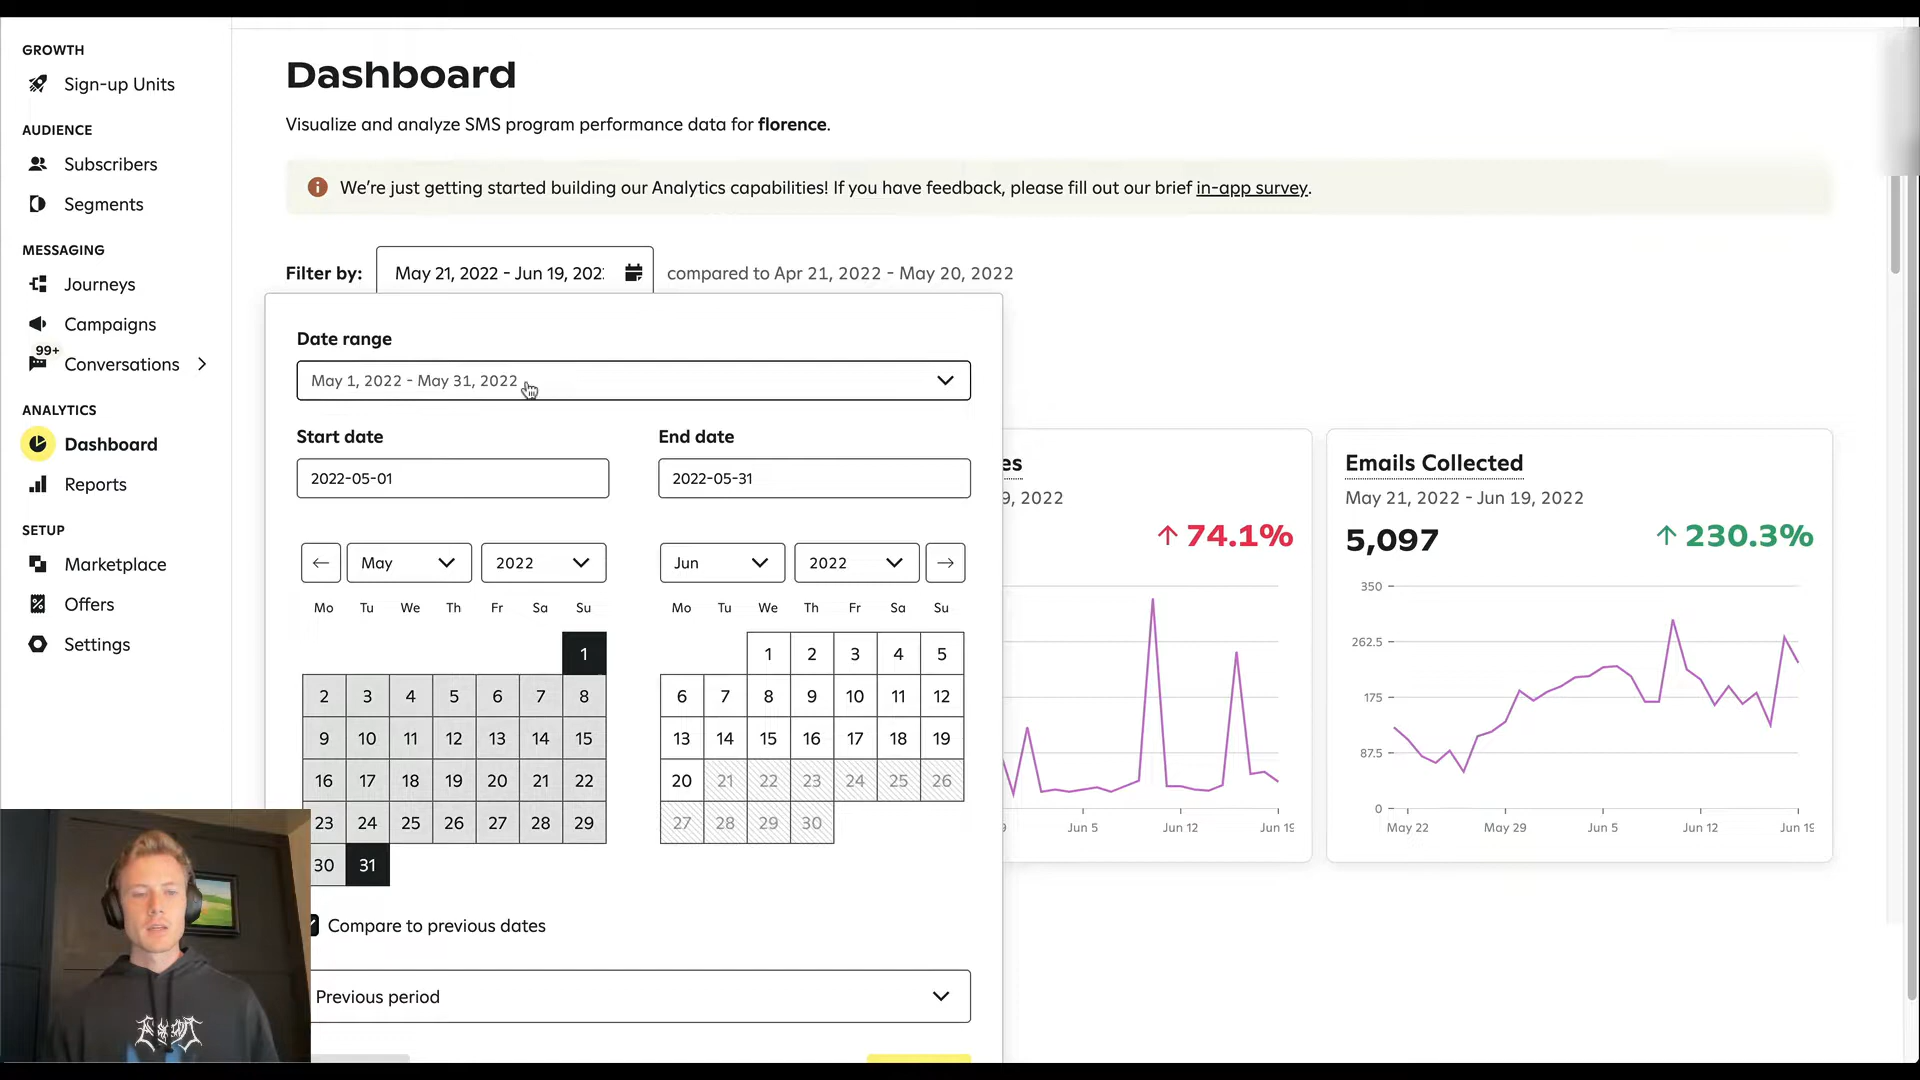 GROWTH
Sign-up Units
AUDIENCE
Subscribers
Segments
MESSAGING
Journeys
Campaigns
99+
Conversations
ANALYTICS
Dashboard
Reports
SETUP
Marketplace
Offers
Settings
Dashboard
Visualize and analyze SMS program performance data for florence.
We're just getting started building our Analytics capabilities! If you have feedback, please fill out our brief in-app survey.
Filter by: May 21, 2022 - Jun 19, 202 compared to Apr 21, 2022 - May 20, 2022
Date range
May 1, 2022 - May 31, 2022
Start date End date
2022-05-01 2022-05-31
May 2022 Jun 2022
Mo Tu We Th Fr Sa Su Mo Tu We Th Fr Sa Su
1 1 2 3 4 5
2 3 4 5 6 7 8 6 7 8 9 10 11 12
9 10 11 12 13 14 15 13 14 15 16 17 18 19
16 17 18 19 20 21 22 20 21 22 23 24 25 26
23 24 25 26 27 28 29 27 28 29 30
30 31
Compare to previous dates
Previous period
es
9, 2022
74.1%
9 Jun 5 Jun 12 Jun 19
Emails Collected
May 21, 2022 - Jun 19, 2022
5,097 230.3%
350
262.5
175
87.5
0
May 22 May 29 Jun 5 Jun 12 Jun 19